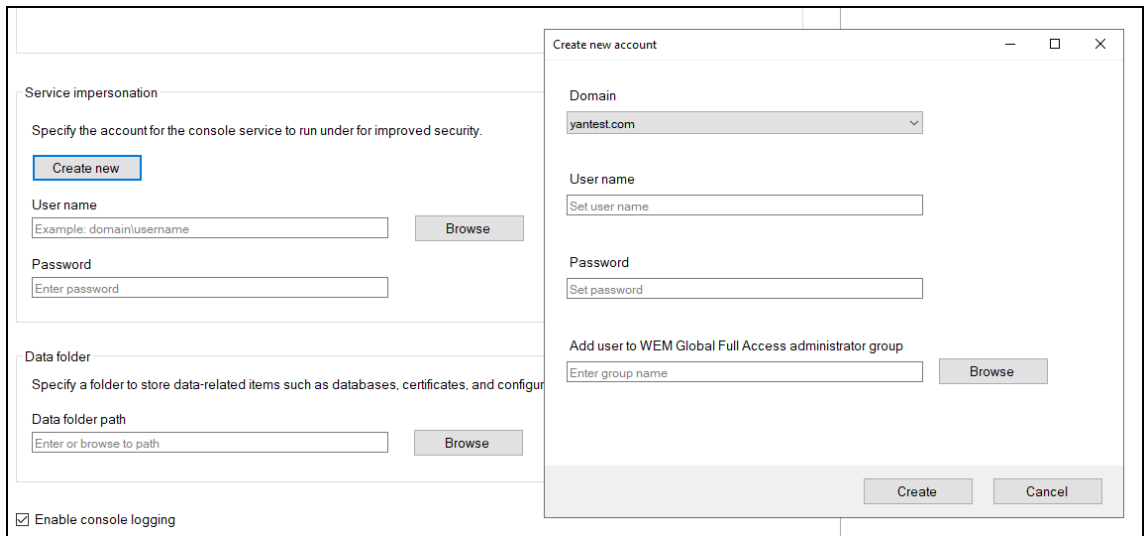 Service impersonation
Specify the account for the console service to run under for improved security.
Create new
User name
Example: domain\username
Browse
Password
Enter password
Data folder
Specify a folder to store data-related items such as databases, certificates, and configur
Data folder path
Enter or browse to path
Browse
Enable console logging
Create new account
Domain
yantest.com
User name
Set user name
Password
Set password
Add user to WEM Global Full Access administrator group
Enter group name
Browse
Create
Cancel